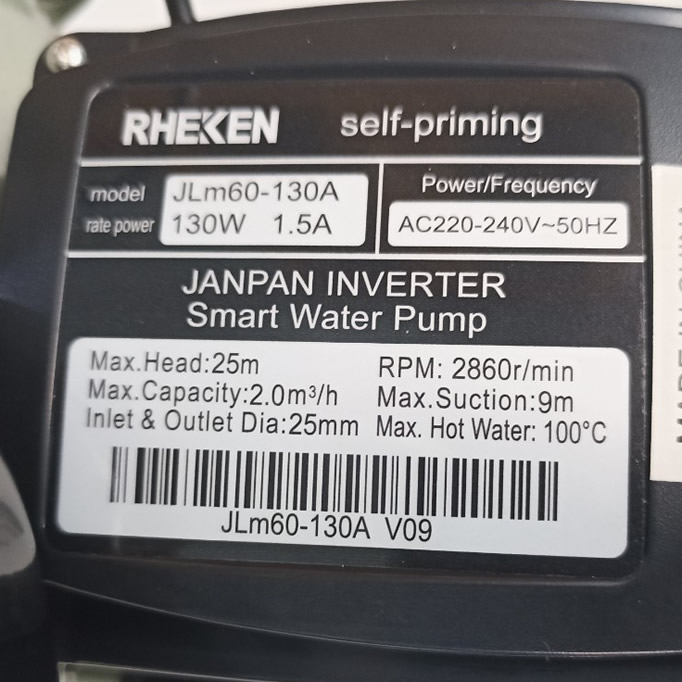 RHEKEN self-priming
model JLm60-130A
rate power 130W 1.5A
Power/Frequency
AC220-240V~50HZ
JANPAN INVERTER
Smart Water Pump
Max.Head:25m RPM: 2860r/min
Max.Capacity:2.0m³/h Max.Suction:9m
Inlet & Outlet Dia:25mm Max. Hot Water: 100°C
JLm60-130A V09